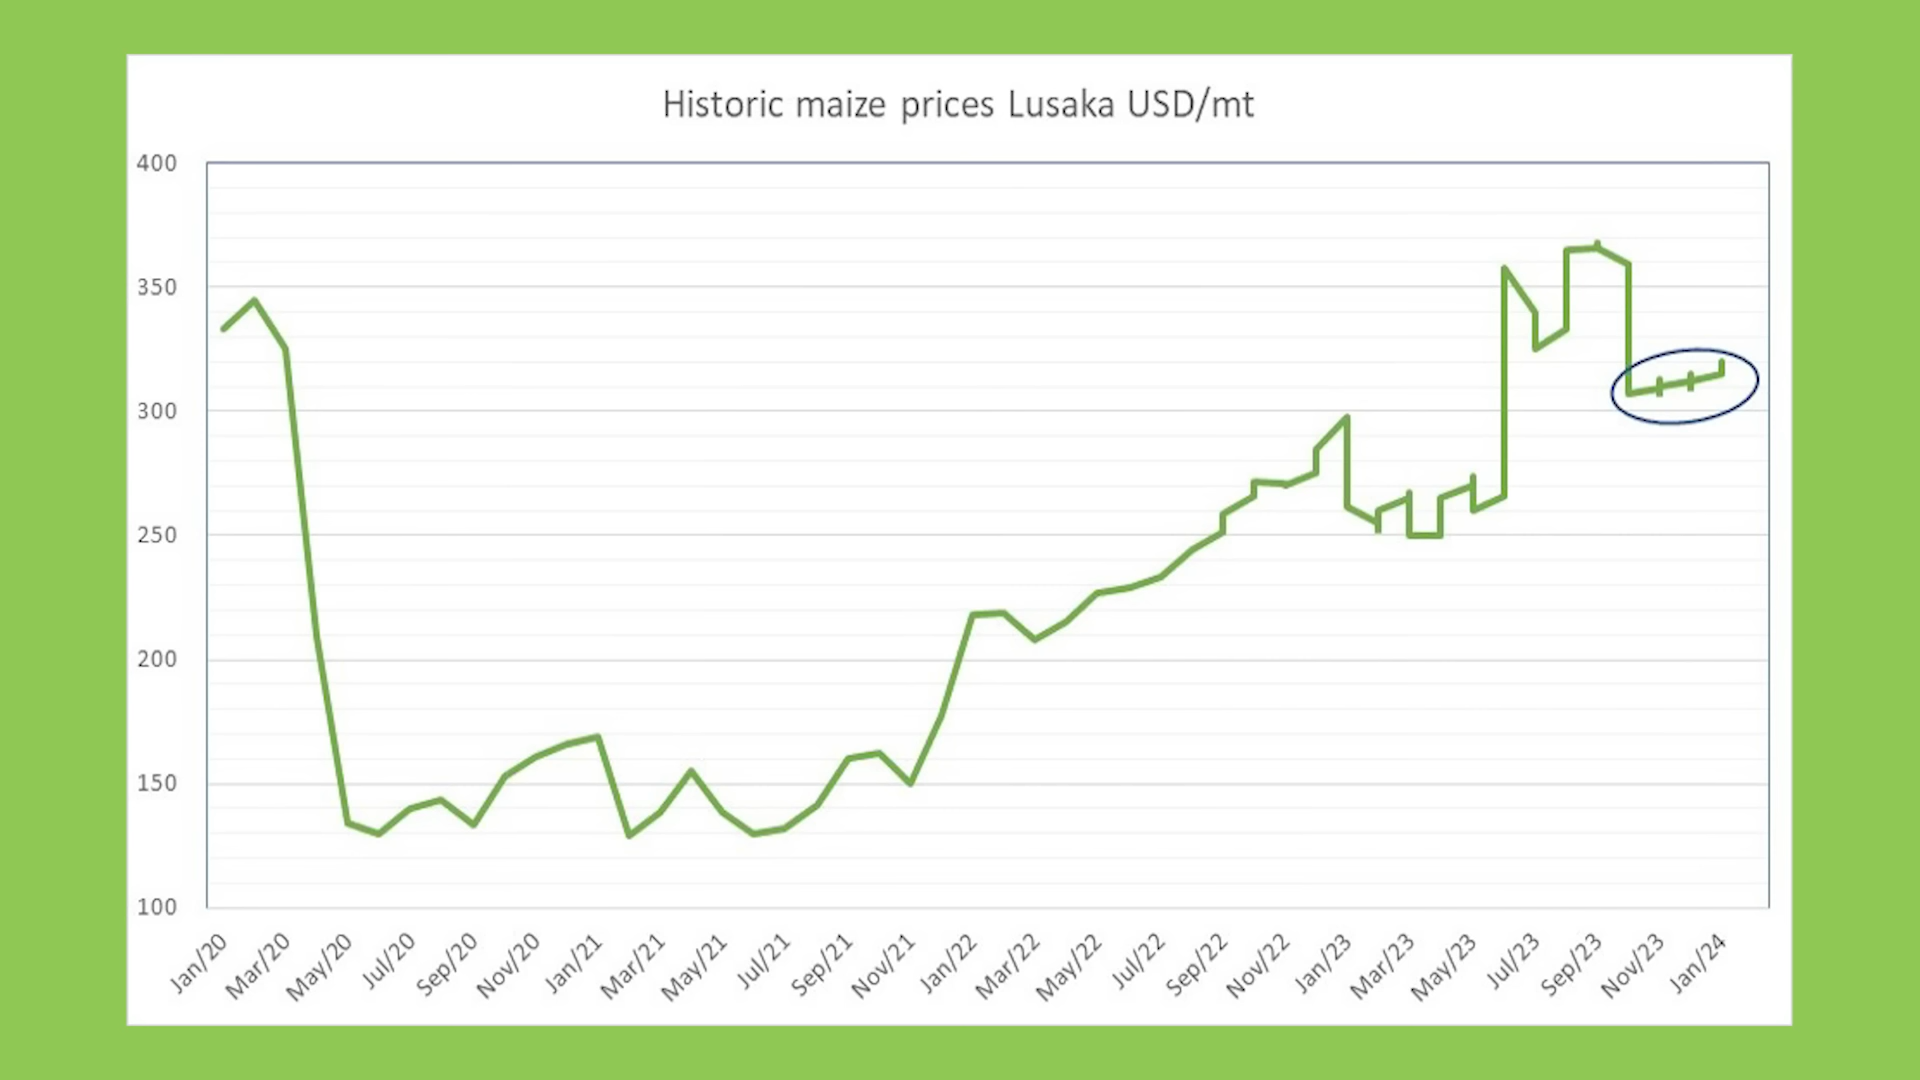 Historic maize prices Lusaka USD/mt
400
350
300
250
200
150
100
Jan/20
Mar/20
May/20
Jul/20
Sep/20
Nov/20
Jan/21
Mar/21
May/21
Jul/21
Sep/21
Nov/21
Jan/22
Mar/22
May/22
Jul/22
Sep/22
Nov/22
Jan/23
Mar/23
May/23
Jul/23
Sep/23
Nov/23
Jan/24